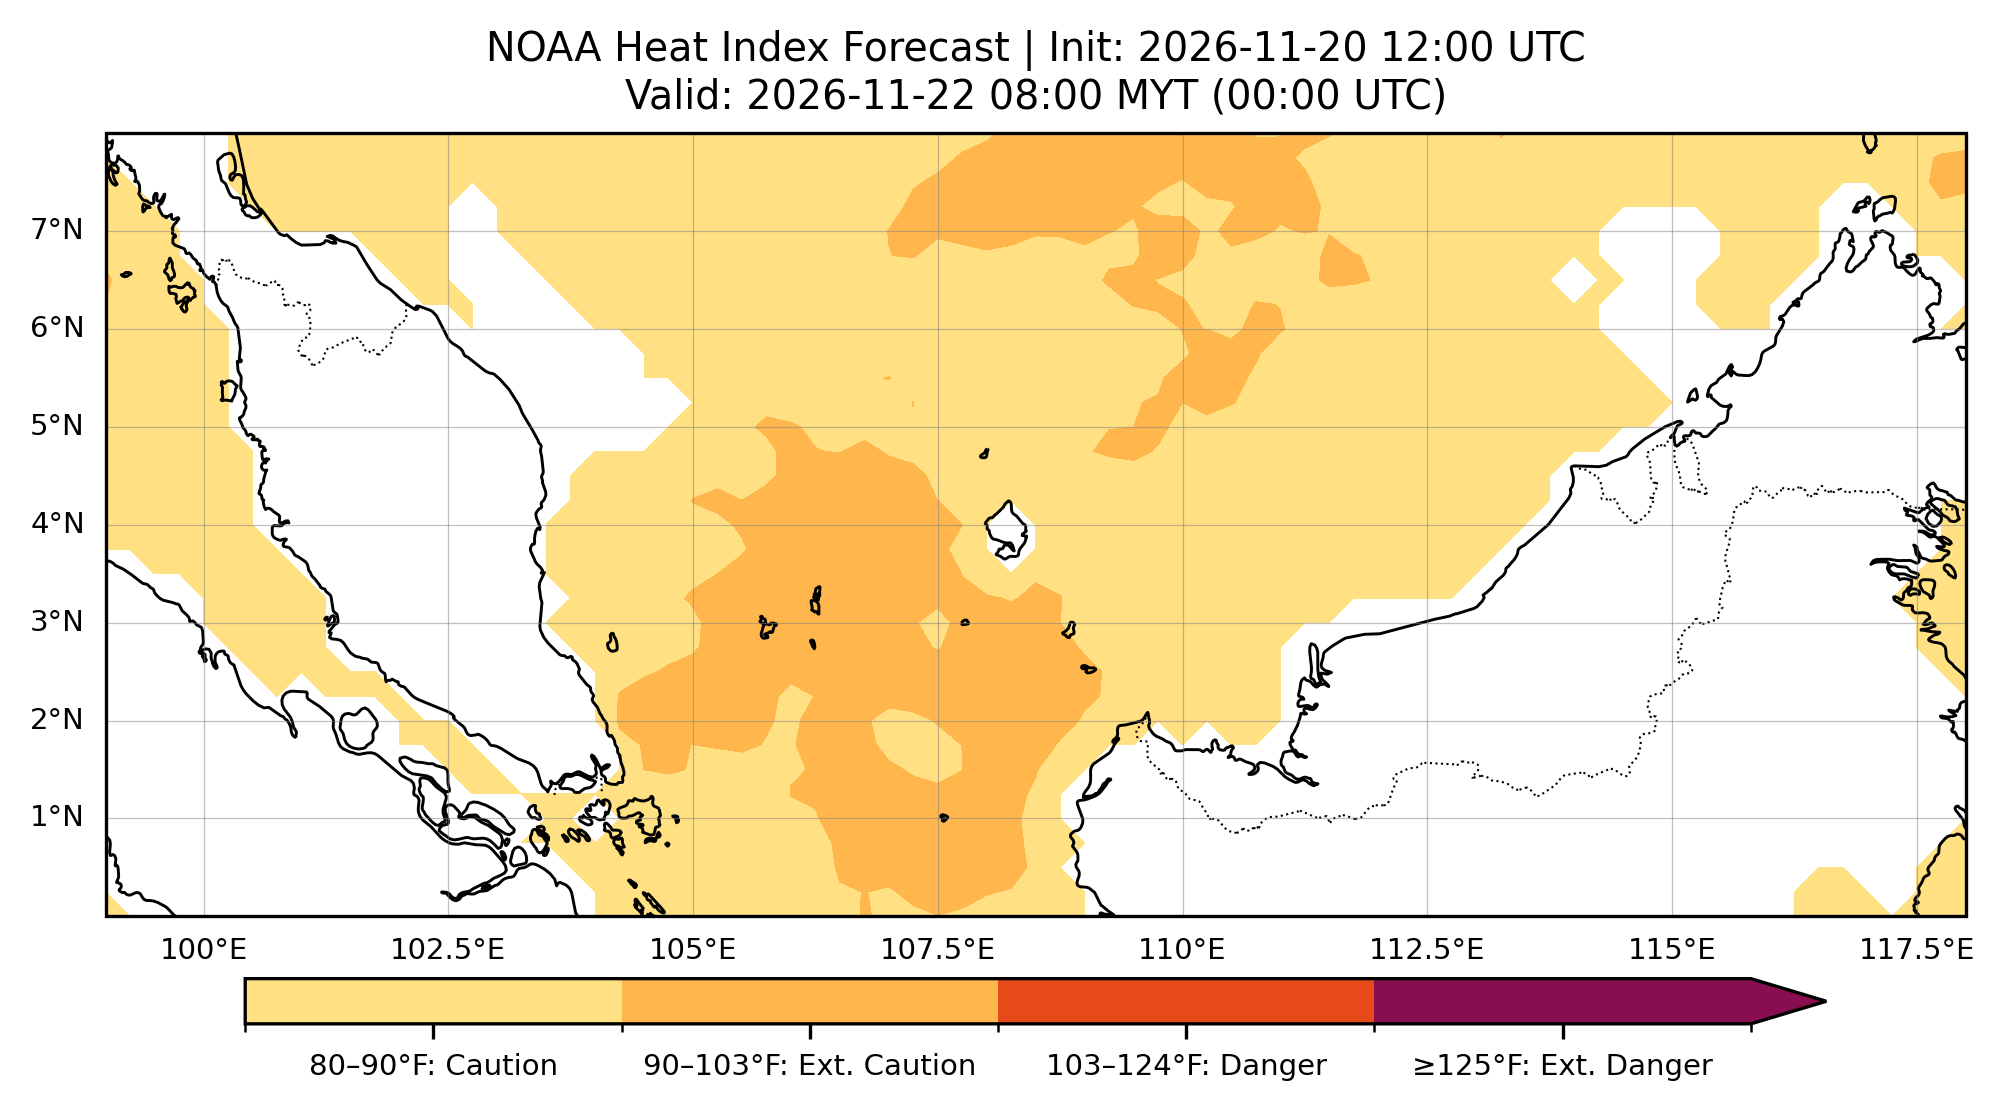 NOAA Heat Index Forecast | Init: 2026-11-20 12:00 UTC
Valid: 2026-11-22 08:00 MYT (00:00 UTC)
7°N
6°N
5°N
4°N
3°N
2°N
1°N
100°E 102.5°E 105°E 107.5°E 110°E 112.5°E 115°E 117.5°E
80–90°F: Caution 90–103°F: Ext. Caution 103–124°F: Danger ≥125°F: Ext. Danger